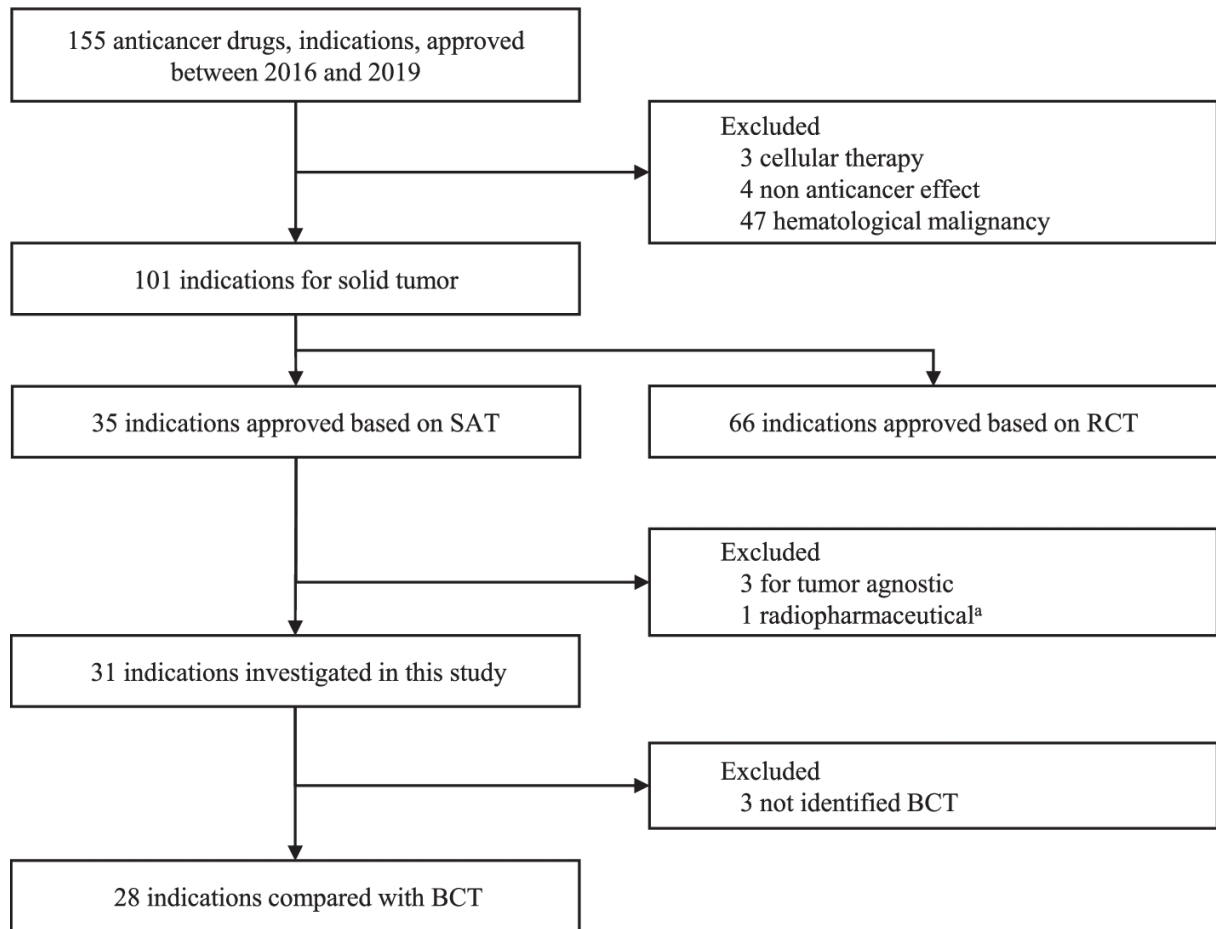 155 anticancer drugs, indications, approved
between 2016 and 2019
Excluded
3 cellular therapy
4 non anticancer effect
47 hematological malignancy
101 indications for solid tumor
35 indications approved based on SAT
66 indications approved based on RCT
Excluded
3 for tumor agnostic
1 radiopharmaceuticalᵃ
31 indications investigated in this study
Excluded
3 not identified BCT
28 indications compared with BCT